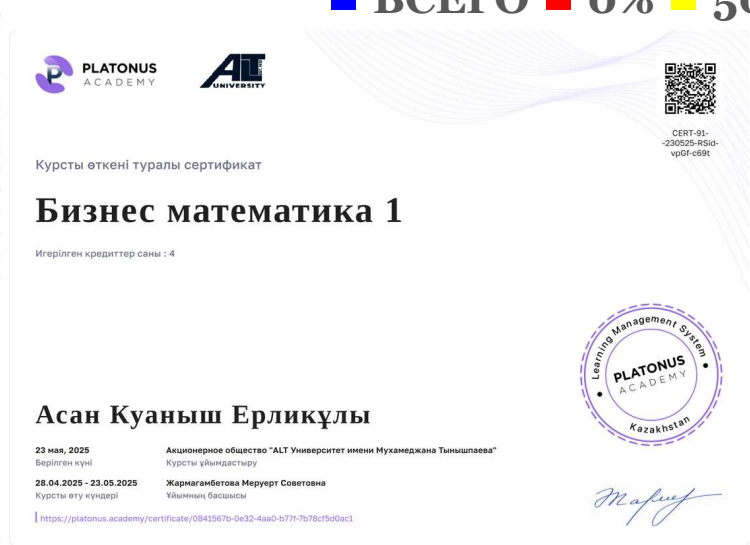 ВСЕГО 0%
PLATONUS
ACADEMY
ALT
UNIVERSITY
CERT-91-
-230525-RSid-
vpGf-c69t
Курсты өткені туралы сертификат
Бизнес математика 1
Игерілген кредиттер саны : 4
Learning Management System
PLATONUS
ACADEMY
Kazakhstan
Асан Куаныш Ерликұлы
23 мая, 2025 Акционерное общество "ALT Университет имени Мухамеджана Тынышпаева"
Берілген күні Курсты ұйымдастыру
28.04.2025 - 23.05.2025 Жармагамбетова Меруерт Советовна
Курсты өту күндері Ұйымның басшысы
https://platonus.academy/certificate/0841567b-0e32-4aa0-b77f-7b78cf5d0ac1